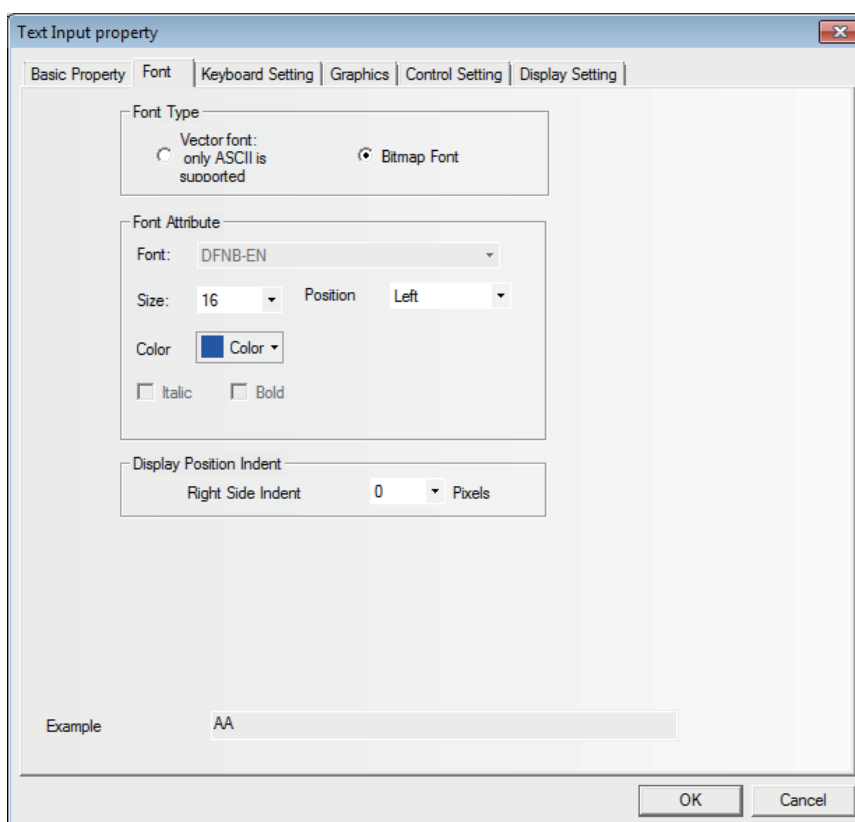 Text Input property
Basic Property Font Keyboard Setting Graphics Control Setting Display Setting
Font Type
Vector font:
only ASCII is
supported
Bitmap Font
Font Attribute
Font: DFNB-EN
Size: 16 Position Left
Color Color
Italic Bold
Display Position Indent
Right Side Indent 0 Pixels
Example AA
OK Cancel